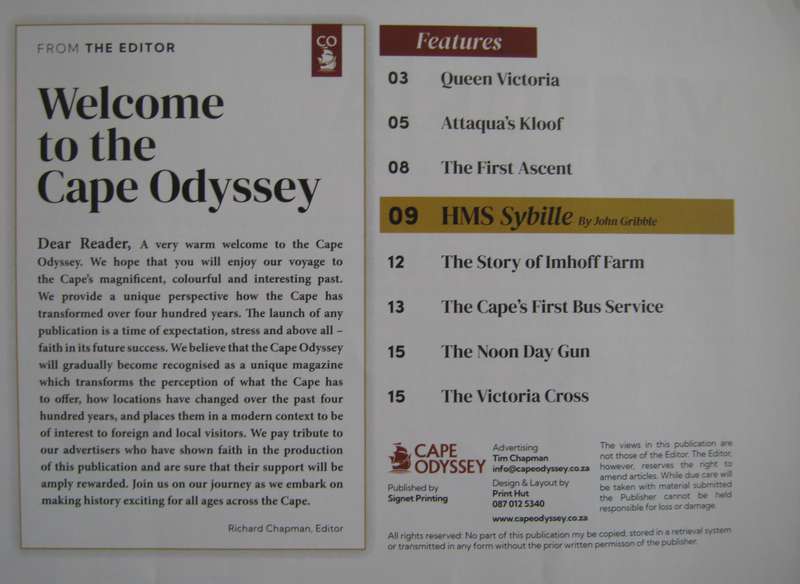 FROM THE EDITOR
CO
Welcome
to the
Cape Odyssey
Dear Reader, A very warm welcome to the Cape
Odyssey. We hope that you will enjoy our voyage to
the Cape's magnificent, colourful and interesting past.
We provide a unique perspective how the Cape has
transformed over four hundred years. The launch of any
publication is a time of expectation, stress and above all –
faith in its future success. We believe that the Cape Odyssey
will gradually become recognised as a unique magazine
which transforms the perception of what the Cape has
to offer, how locations have changed over the past four
hundred years, and places them in a modern context to be
of interest to foreign and local visitors. We pay tribute to
our advertisers who have shown faith in the production
of this publication and are sure that their support will be
amply rewarded. Join us on our journey as we embark on
making history exciting for all ages across the Cape.
Richard Chapman, Editor
Features
03 Queen Victoria
05 Attaqua's Kloof
08 The First Ascent
09 HMS Sybille By John Gribble
12 The Story of Imhoff Farm
13 The Cape's First Bus Service
15 The Noon Day Gun
15 The Victoria Cross
CAPE
ODYSSEY
Published by
Signet Printing
Advertising
Tim Chapman
info@capeodyssey.co.za
Design & Layout by
Print Hut
087 012 5340
www.capeodyssey.co.za
The views in this publication are
not those of the Editor. The Editor,
however, reserves the right to
amend articles. While due care will
be taken with material submitted
the Publisher cannot be held
responsible for loss or damage.
All rights reserved: No part of this publication my be copied, stored in a retrieval system
or transmitted in any form without the prior written permisson of the publisher.